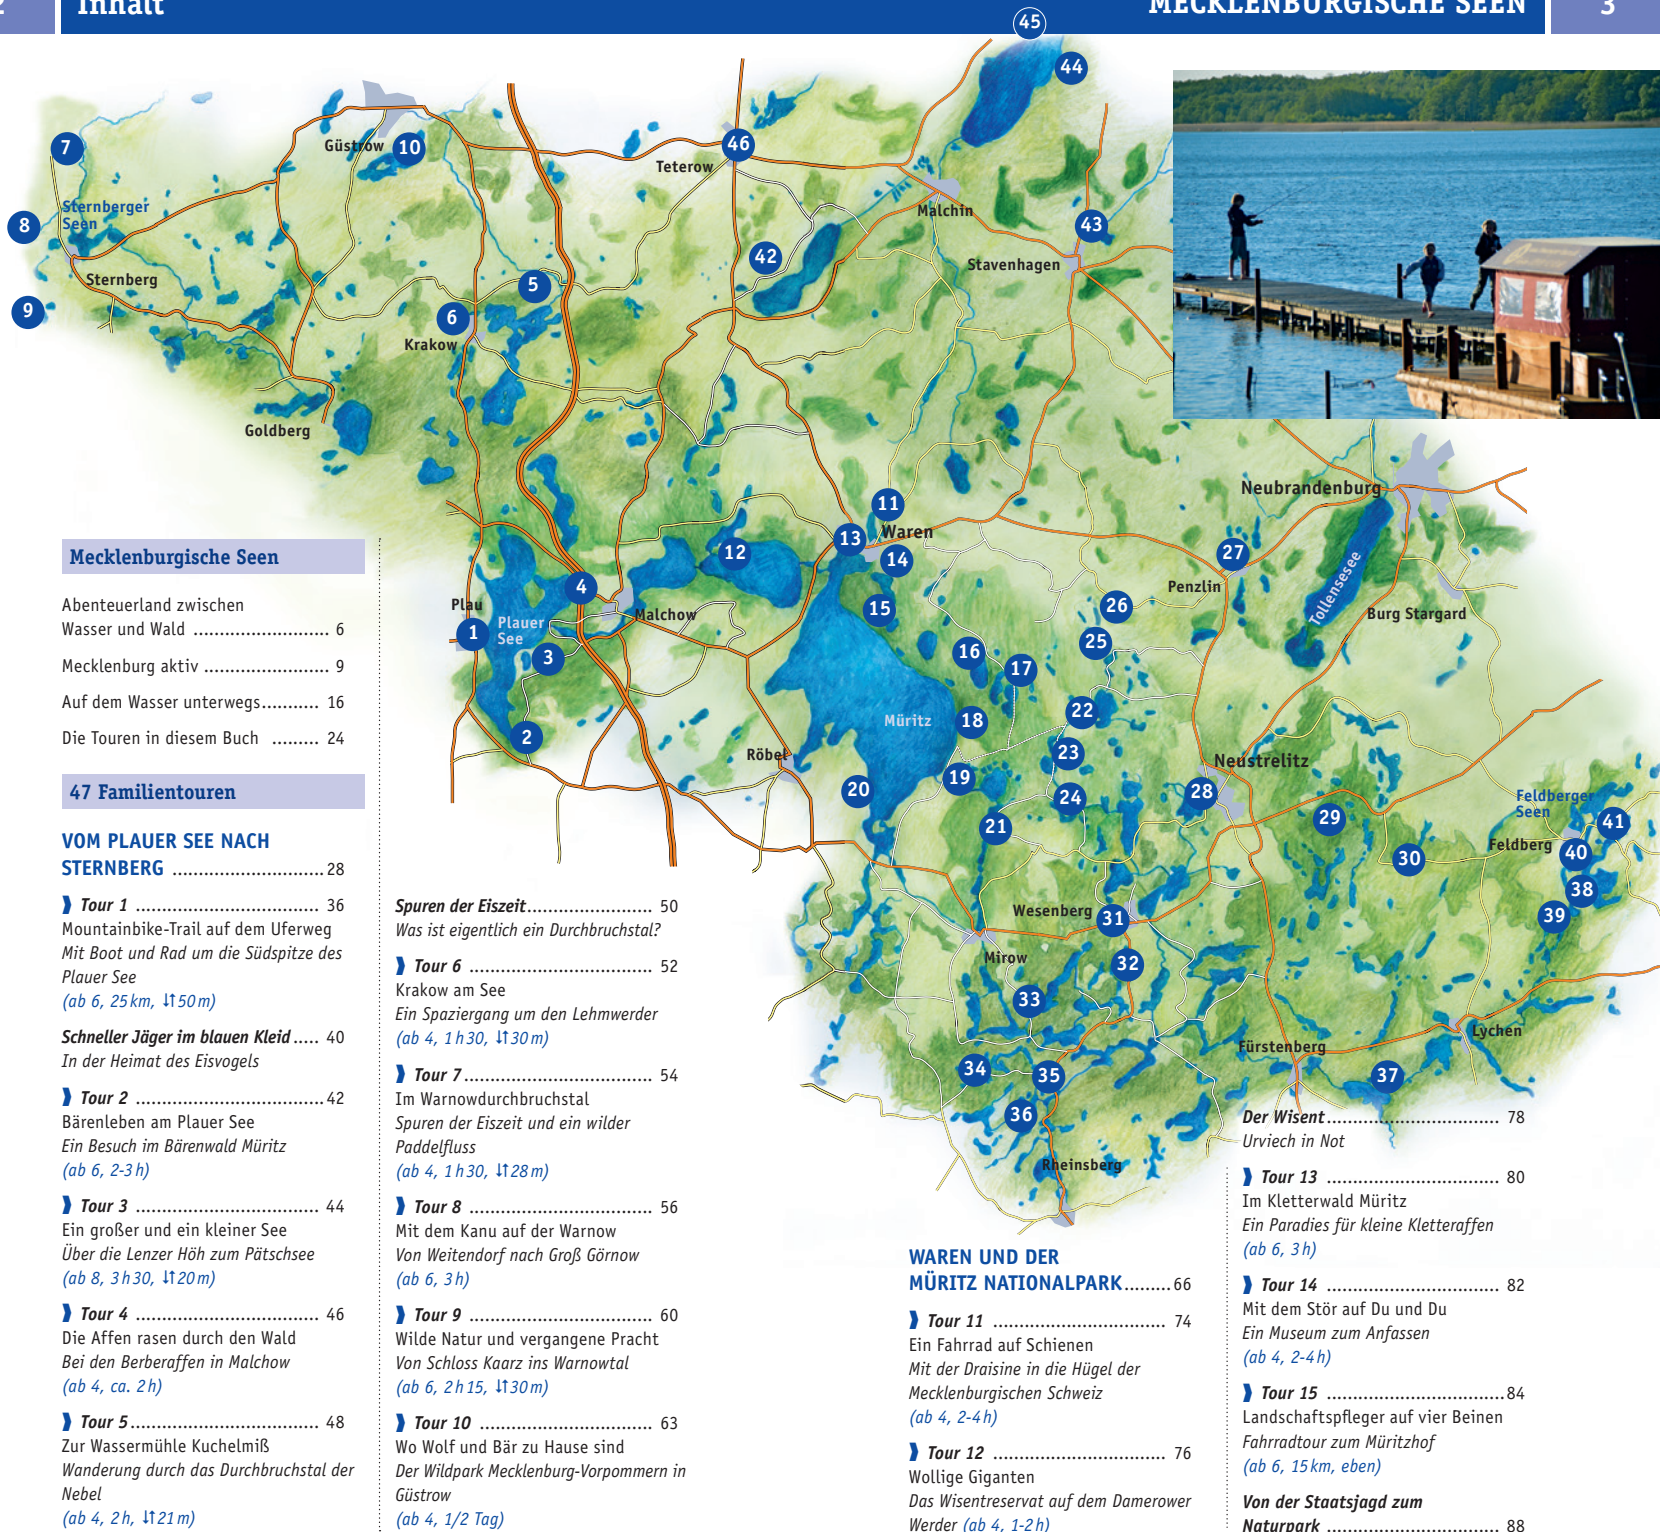 2
Inhalt
MECKLENBURGISCHE SEEN
3
45
44
7
Güstrow
10
46
Teterow
Sternberger
Seen
8
Malchin
43
42
Stavenhagen
Sternberg
5
9
6
Krakow
Goldberg
Neubrandenburg
11
Waren
13
12
14
27
Penzlin
Tollensesee
Burg Stargard
4
Plau
Plauer
See
1
Malchow
15
26
25
3
16
17
Müritz
18
22
2
23
Röbel
Neustrelitz
19
20
24
28
21
29
Feldberger
Seen
41
30
Feldberg
40
38
39
Wesenberg
31
Mirow
32
33
Lychen
Fürstenberg
34
35
37
36
Rheinsberg
Mecklenburgische Seen
Abenteuerland zwischen
Wasser und Wald ........................... 6
Mecklenburg aktiv ......................... 9
Auf dem Wasser unterwegs........... 16
Die Touren in diesem Buch ......... 24
47 Familientouren
VOM PLAUER SEE NACH
STERNBERG .............................28
❱ Tour 1 .................................... 36
Mountainbike-Trail auf dem Uferweg
Mit Boot und Rad um die Südspitze des
Plauer See
(ab 6, 25 km, ↓↑50 m)
Schneller Jäger im blauen Kleid ..... 40
In der Heimat des Eisvogels
❱ Tour 2 .....................................42
Bärenleben am Plauer See
Ein Besuch im Bärenwald Müritz
(ab 6, 2-3 h)
❱ Tour 3 .................................... 44
Ein großer und ein kleiner See
Über die Lenzer Höh zum Pätschsee
(ab 8, 3 h 30, ↓↑20 m)
❱ Tour 4 .................................... 46
Die Affen rasen durch den Wald
Bei den Berberaffen in Malchow
(ab 4, ca. 2 h)
❱ Tour 5..................................... 48
Zur Wassermühle Kuchelmiß
Wanderung durch das Durchbruchstal der
Nebel
(ab 4, 2 h, ↓↑21 m)
Spuren der Eiszeit......................... 50
Was ist eigentlich ein Durchbruchstal?
❱ Tour 6 .................................... 52
Krakow am See
Ein Spaziergang um den Lehmwerder
(ab 4, 1 h 30, ↓↑30 m)
❱ Tour 7..................................... 54
Im Warnowdurchbruchstal
Spuren der Eiszeit und ein wilder
Paddelfluss
(ab 4, 1 h 30, ↓↑28 m)
❱ Tour 8 .................................... 56
Mit dem Kanu auf der Warnow
Von Weitendorf nach Groß Görnow
(ab 6, 3 h)
❱ Tour 9 .................................... 60
Wilde Natur und vergangene Pracht
Von Schloss Kaarz ins Warnowtal
(ab 6, 2 h 15, ↓↑30 m)
❱ Tour 10 .................................. 63
Wo Wolf und Bär zu Hause sind
Der Wildpark Mecklenburg-Vorpommern in
Güstrow
(ab 4, 1/2 Tag)
WAREN UND DER
MÜRITZ NATIONALPARK.........66
❱ Tour 11 .................................. 74
Ein Fahrrad auf Schienen
Mit der Draisine in die Hügel der
Mecklenburgischen Schweiz
(ab 4, 2-4 h)
❱ Tour 12 .................................. 76
Wollige Giganten
Das Wisentreservat auf dem Damerower
Werder (ab 4, 1-2 h)
Der Wisent.................................. 78
Urviech in Not
❱ Tour 13 .................................. 80
Im Kletterwald Müritz
Ein Paradies für kleine Kletteraffen
(ab 6, 3 h)
❱ Tour 14 .................................. 82
Mit dem Stör auf Du und Du
Ein Museum zum Anfassen
(ab 4, 2-4 h)
❱ Tour 15 ...................................84
Landschaftspfleger auf vier Beinen
Fahrradtour zum Müritzhof
(ab 6, 15 km, eben)
Von der Staatsjagd zum
Naturpark .................................. 88